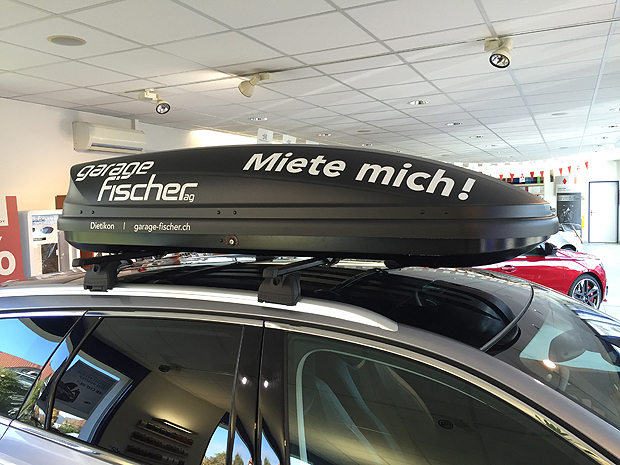 garage
fischer ag
Miete mich!
Dietikon | garage-fischer.ch